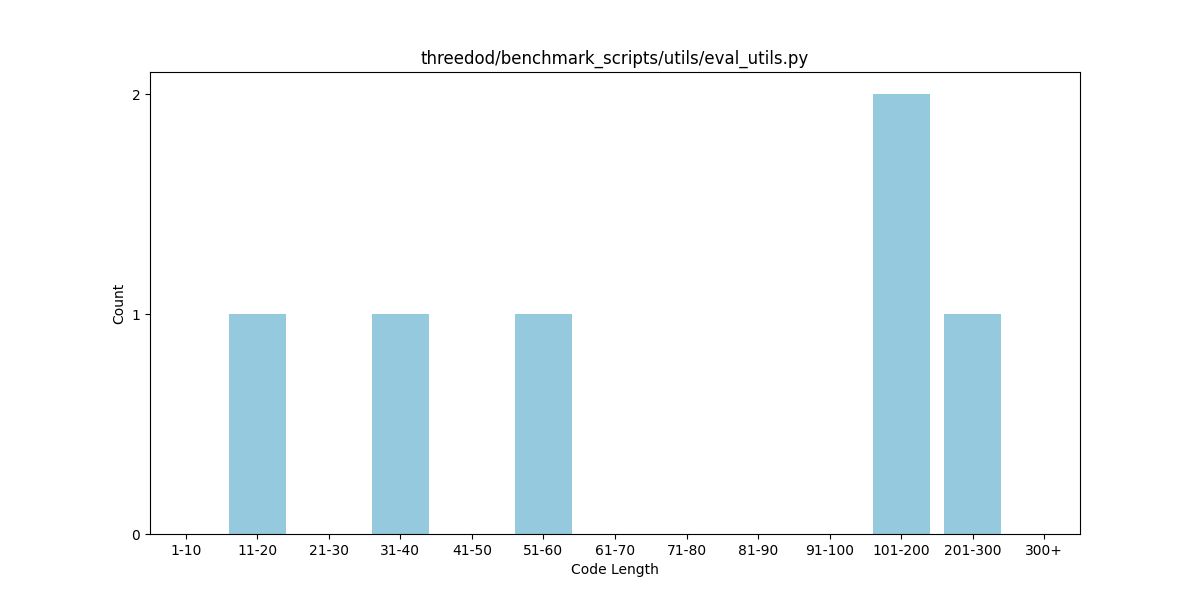 threedod/benchmark_scripts/utils/eval_utils.py
Count
2
1
0
1-10 11-20 21-30 31-40 41-50 51-60 61-70 71-80 81-90 91-100 101-200 201-300 300+
Code Length